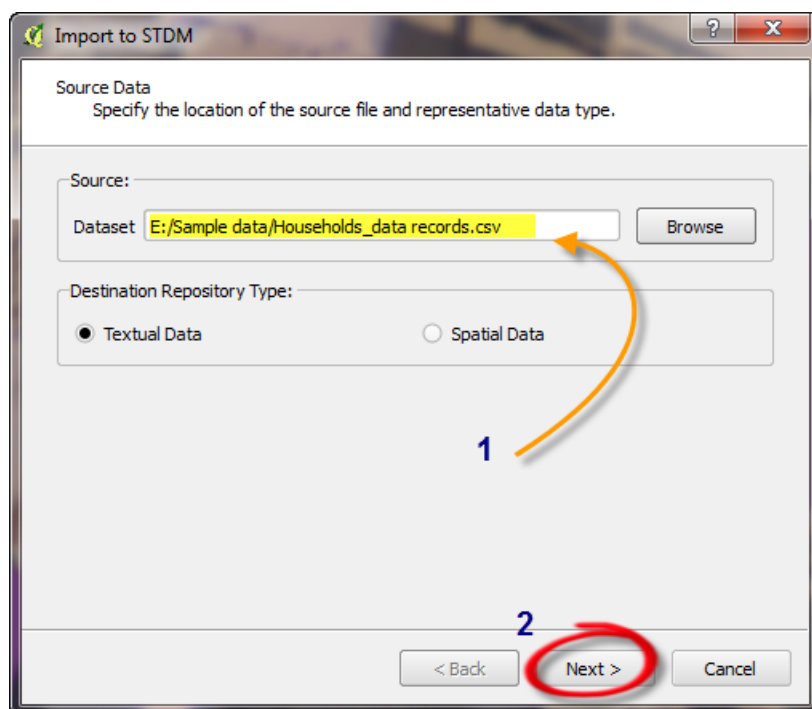 Import to STDM
Source Data
Specify the location of the source file and representative data type.
Source:
Dataset E:/Sample data/Households_data records.csv Browse
Destination Repository Type:
Textual Data Spatial Data
1
2
< Back Next > Cancel